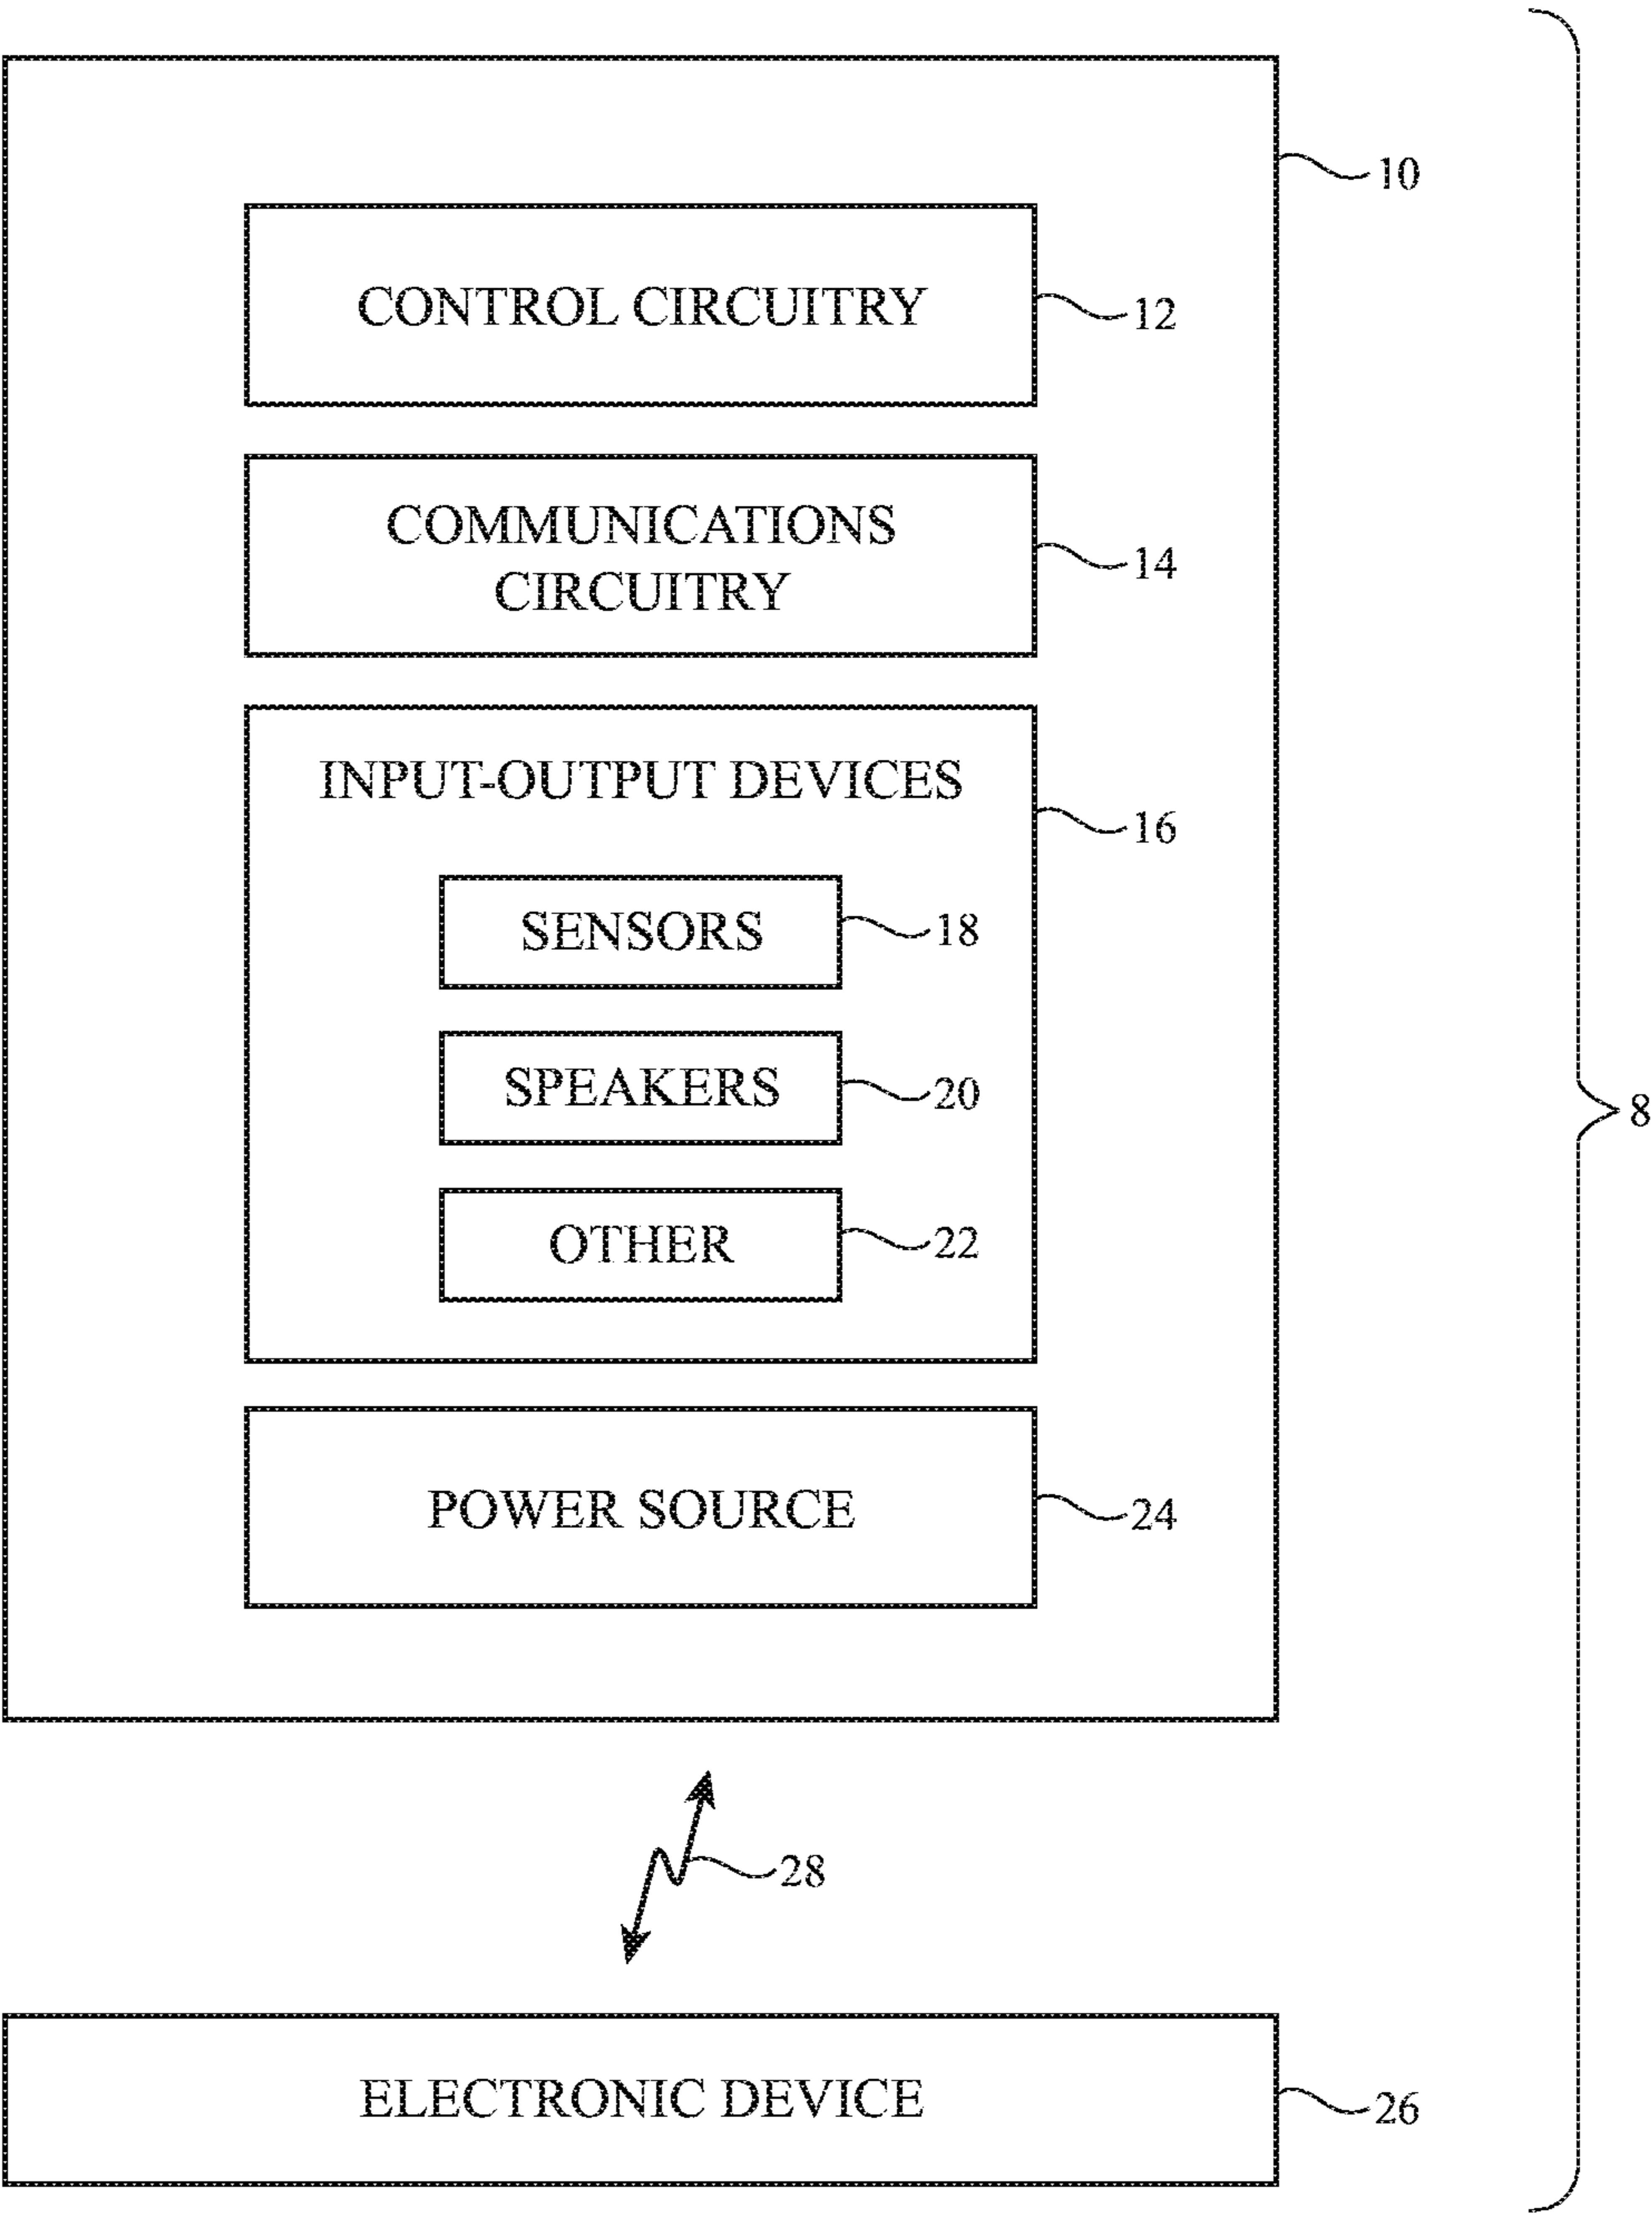 10
CONTROL CIRCUITRY
12
COMMUNICATIONS
CIRCUITRY
14
INPUT-OUTPUT DEVICES
16
SENSORS
18
SPEAKERS
20
8
OTHER
22
POWER SOURCE
24
28
ELECTRONIC DEVICE
26